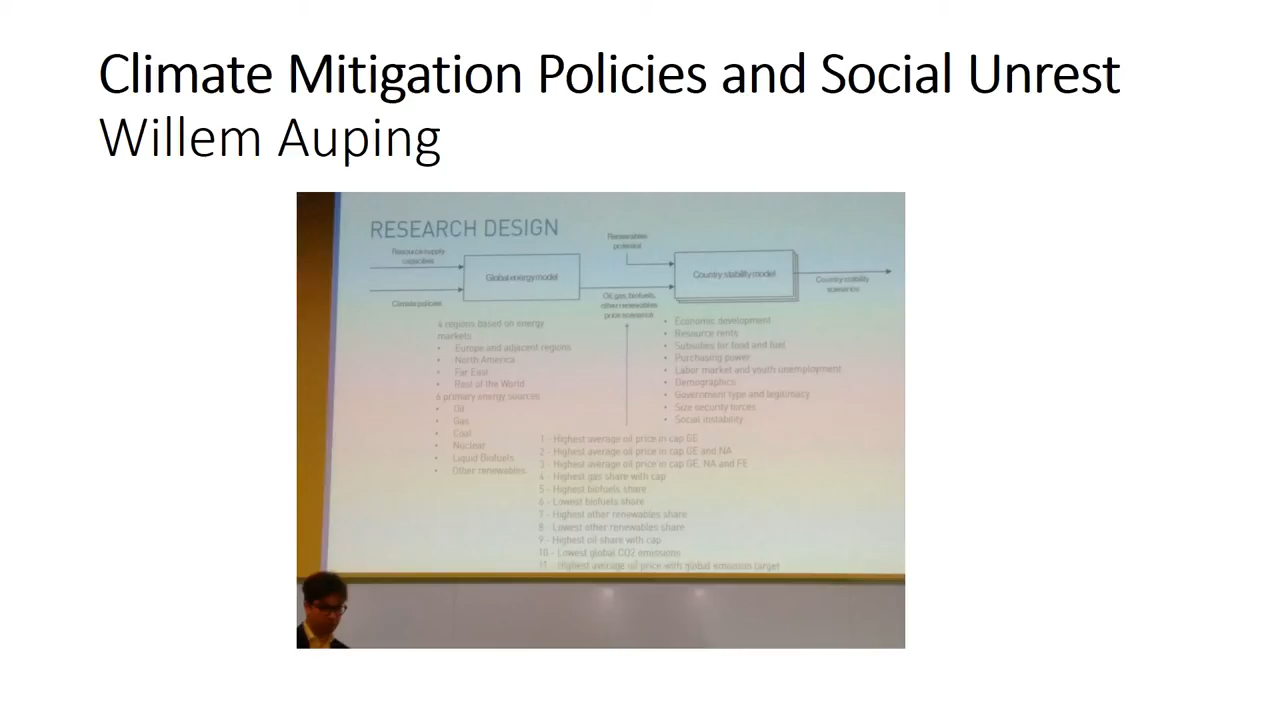 Climate Mitigation Policies and Social Unrest
Willem Auping
RESEARCH DESIGN
Resource supply
capacities
Climate policies
Global energy model
Renewables
potential
Oil, gas, biofuels,
other renewables
price scenarios
Country stability model
Country stability
scenarios
4 regions based on energy
markets
• Europe and adjacent regions
• North America
• Far East
• Rest of the World
6 primary energy sources
• Oil
• Gas
• Coal
• Nuclear
• Liquid Biofuels
• Other renewables
• Economic development
• Resource rents
• Subsidies for food and fuel
• Purchasing power
• Labor market and youth unemployment
• Demographics
• Government type and legitimacy
• Size security forces
• Social instability
1 - Highest average oil price in cap GE
2 - Highest average oil price in cap GE and NA
3 - Highest average oil price in cap GE, NA and FE
4 - Highest gas share with cap
5 - Highest biofuels share
6 - Lowest biofuels share
7 - Highest other renewables share
8 - Lowest other renewables share
9 - Highest oil share with cap
10 - Lowest global CO2 emissions
11 - Highest average oil price with global emission target